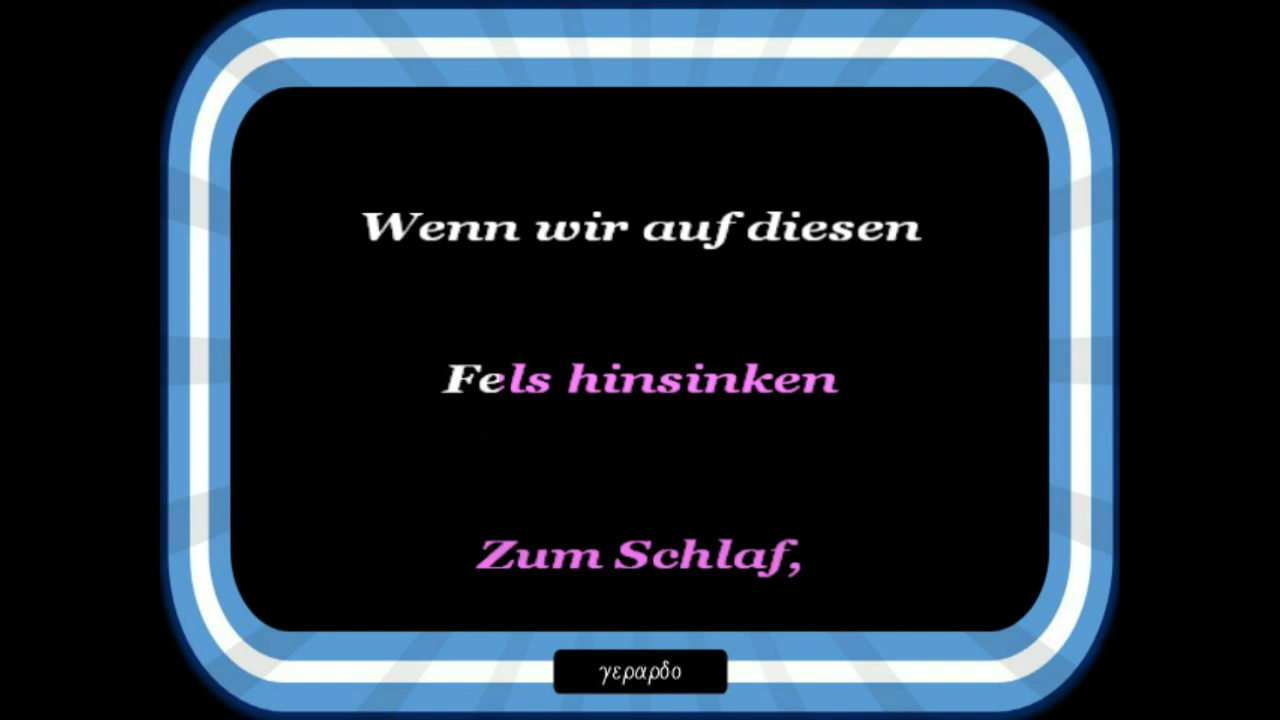 Wenn wir auf diesen
Fels hinsinken
Zum Schlaf,
γεραρδο